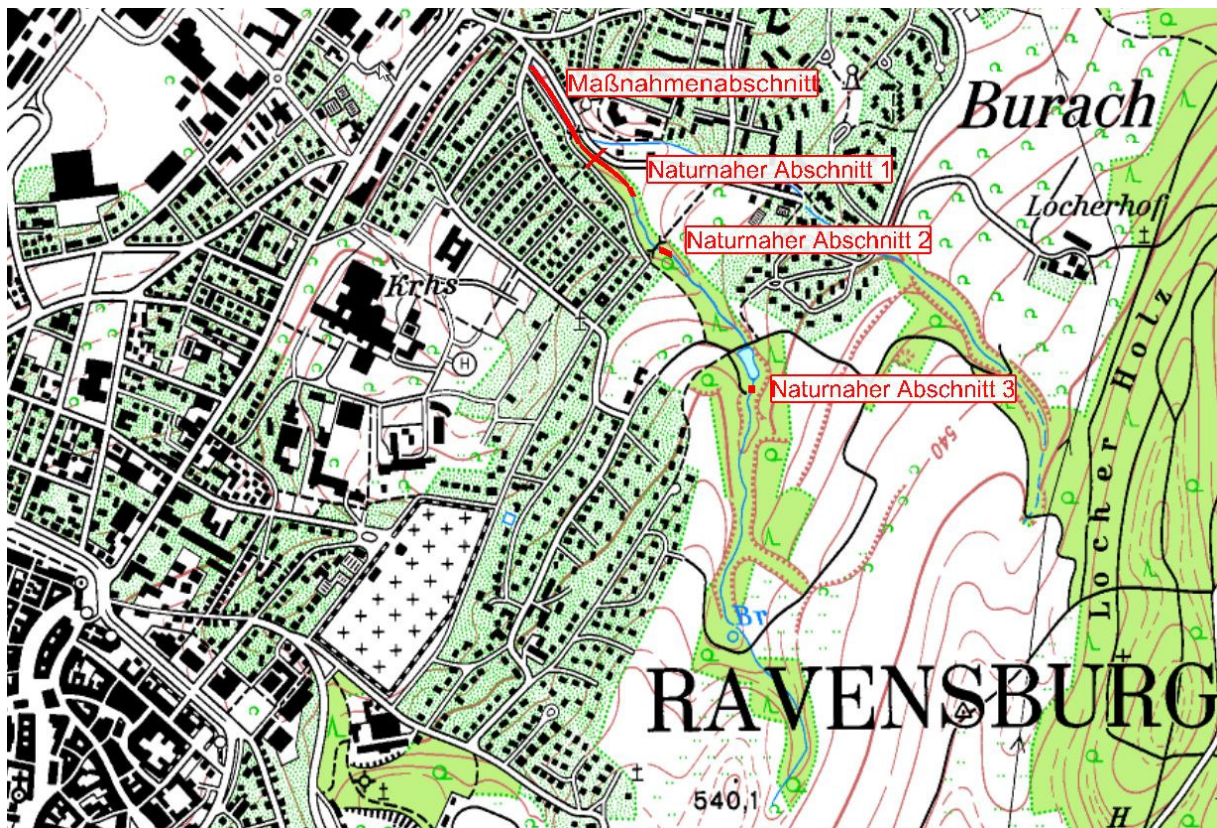 Maßnahmenabschnitt
Burach
Naturnaher Abschnitt 1
Locherhof
Naturnaher Abschnitt 2
Krhs
H
Naturnaher Abschnitt 3
540
Locher Holz
Br
RAVENSBURG
540,1
H